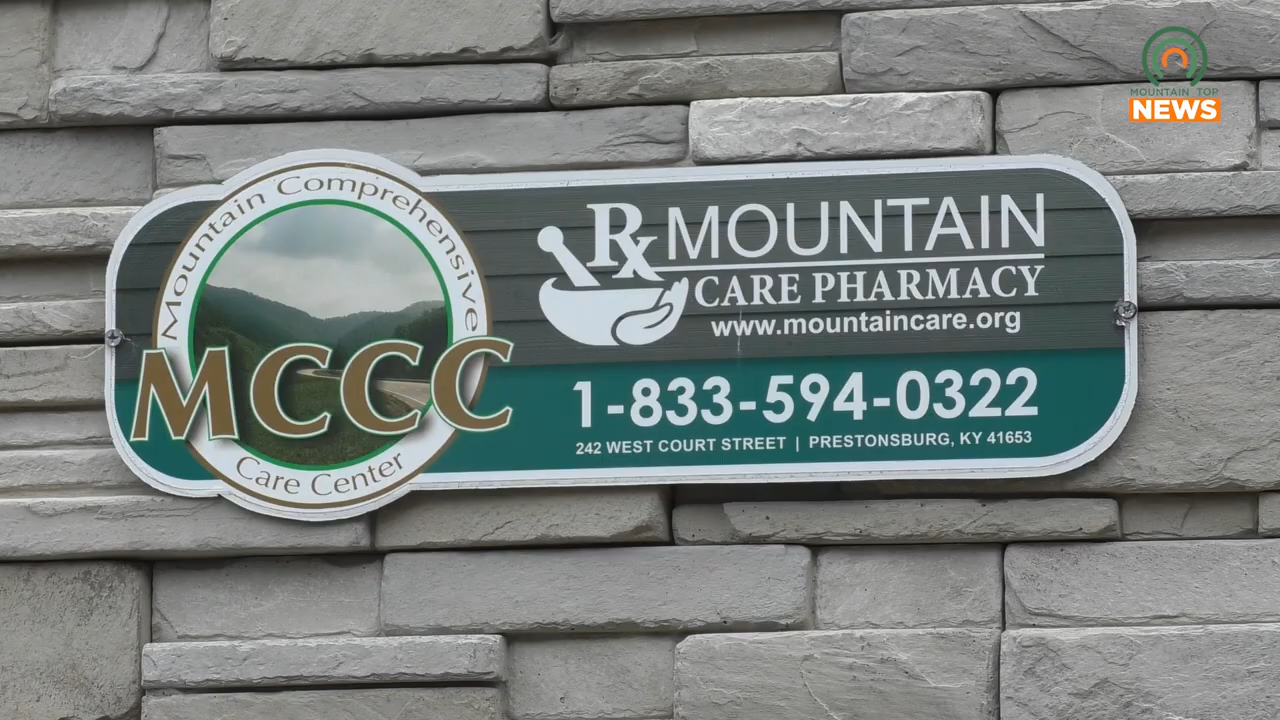 MOUNTAIN TOP
NEWS
Mountain Comprehensive
MCCC
Care Center
Rx MOUNTAIN
CARE PHARMACY
www.mountaincare.org
1-833-594-0322
242 WEST COURT STREET | PRESTONSBURG, KY 41653